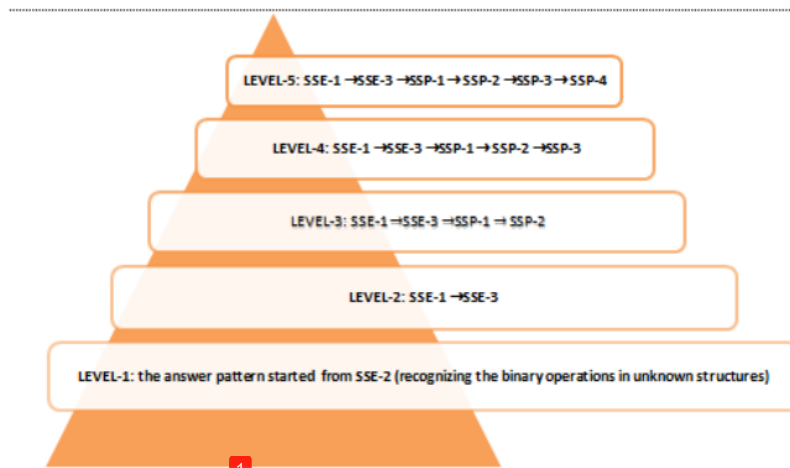 LEVEL-5: SSE-1 →SSE-3 →SSP-1→ SSP-2 →SSP-3→ SSP-4
LEVEL-4: SSE-1 →SSE-3 →SSP-1→ SSP-2 →SSP-3
LEVEL-3: SSE-1→SSE-3 →SSP-1 → SSP-2
LEVEL-2: SSE-1 →SSE-3
LEVEL-1: the answer pattern started from SSE-2 (recognizing the binary operations in unknown structures)